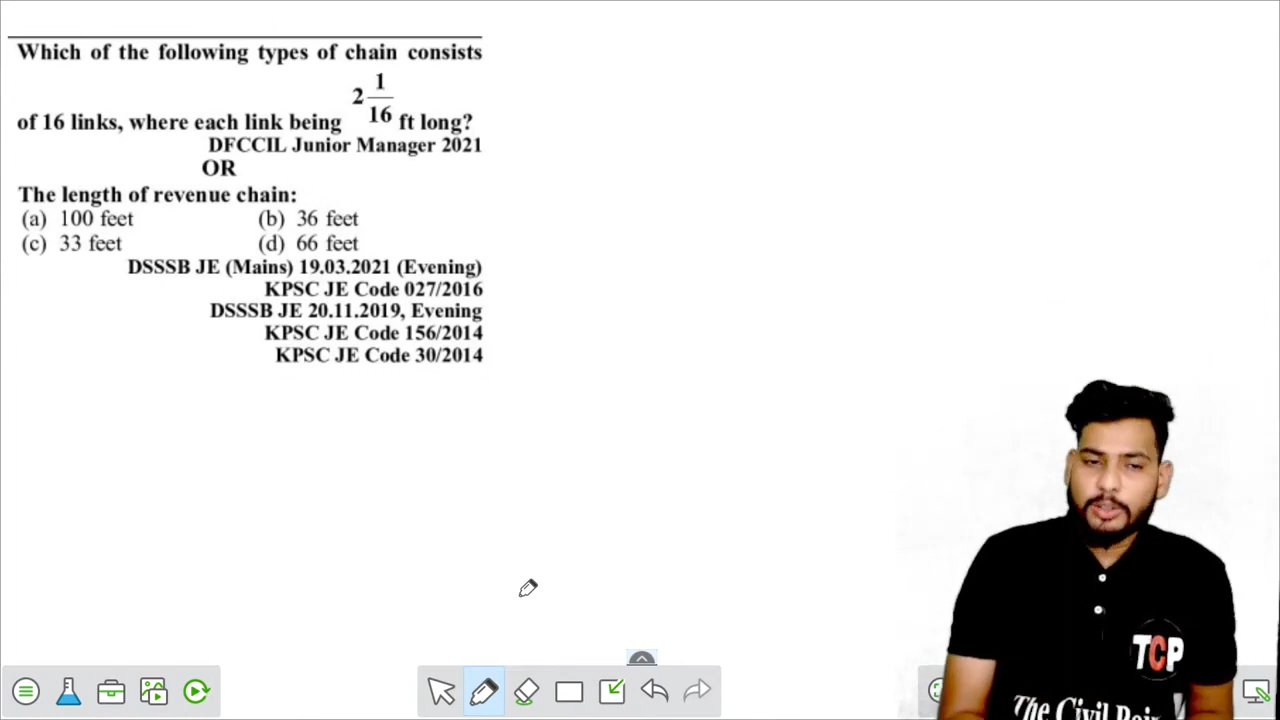 Which of the following types of chain consists
of 16 links, where each link being 2 1/16 ft long?
DFCCIL Junior Manager 2021
OR
The length of revenue chain:
(a) 100 feet (b) 36 feet
(c) 33 feet (d) 66 feet
DSSSB JE (Mains) 19.03.2021 (Evening)
KPSC JE Code 027/2016
DSSSB JE 20.11.2019, Evening
KPSC JE Code 156/2014
KPSC JE Code 30/2014
TCP
The Civil